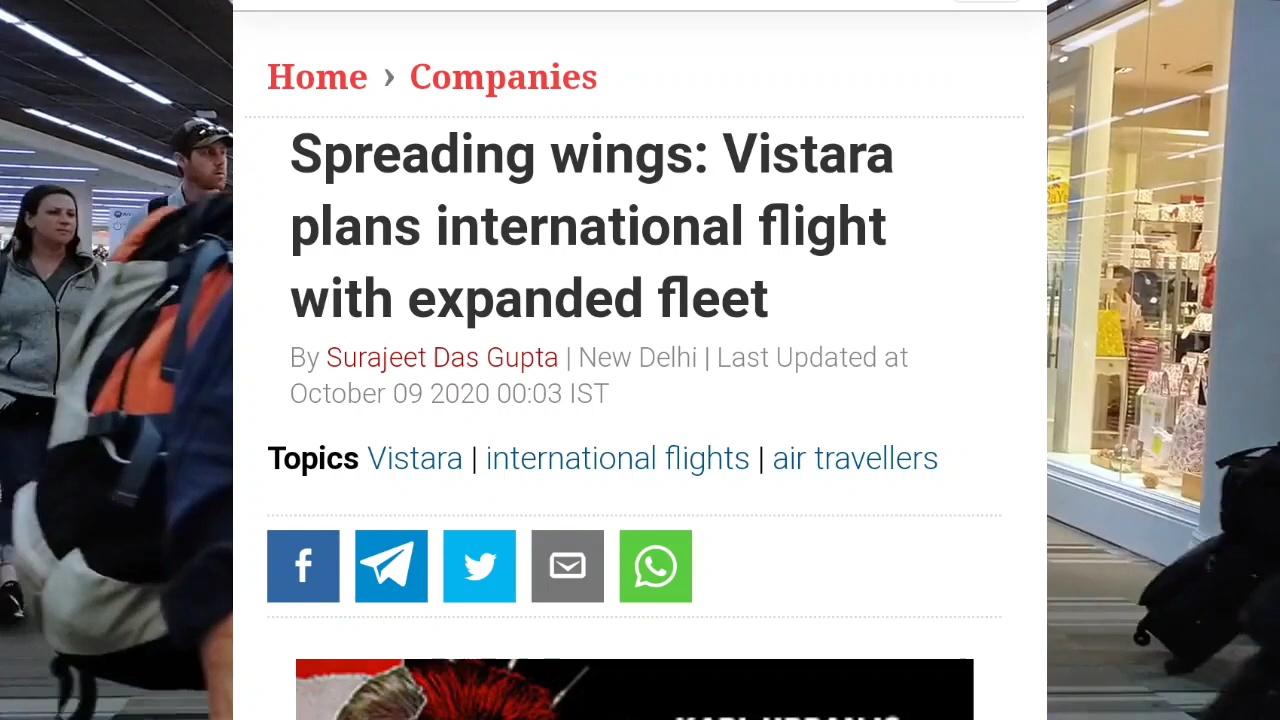 Home › Companies
Spreading wings: Vistara
plans international flight
with expanded fleet
By Surajeet Das Gupta | New Delhi | Last Updated at
October 09 2020 00:03 IST
Topics Vistara | international flights | air travellers